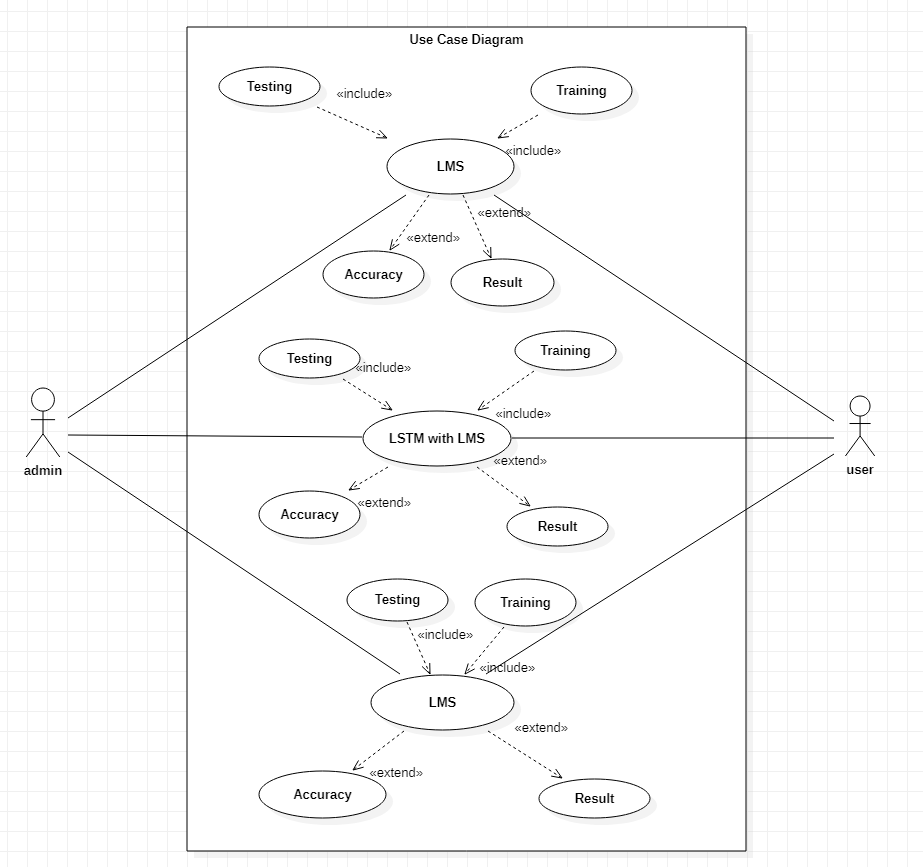 Use Case Diagram
Testing
«include»
Training
«include»
LMS
«extend»
«extend»
Accuracy
Result
Testing
«include»
Training
«include»
LSTM with LMS
«extend»
«extend»
Accuracy
Result
admin
user
Testing
Training
«include»
«include»
LMS
«extend»
«extend»
Accuracy
Result